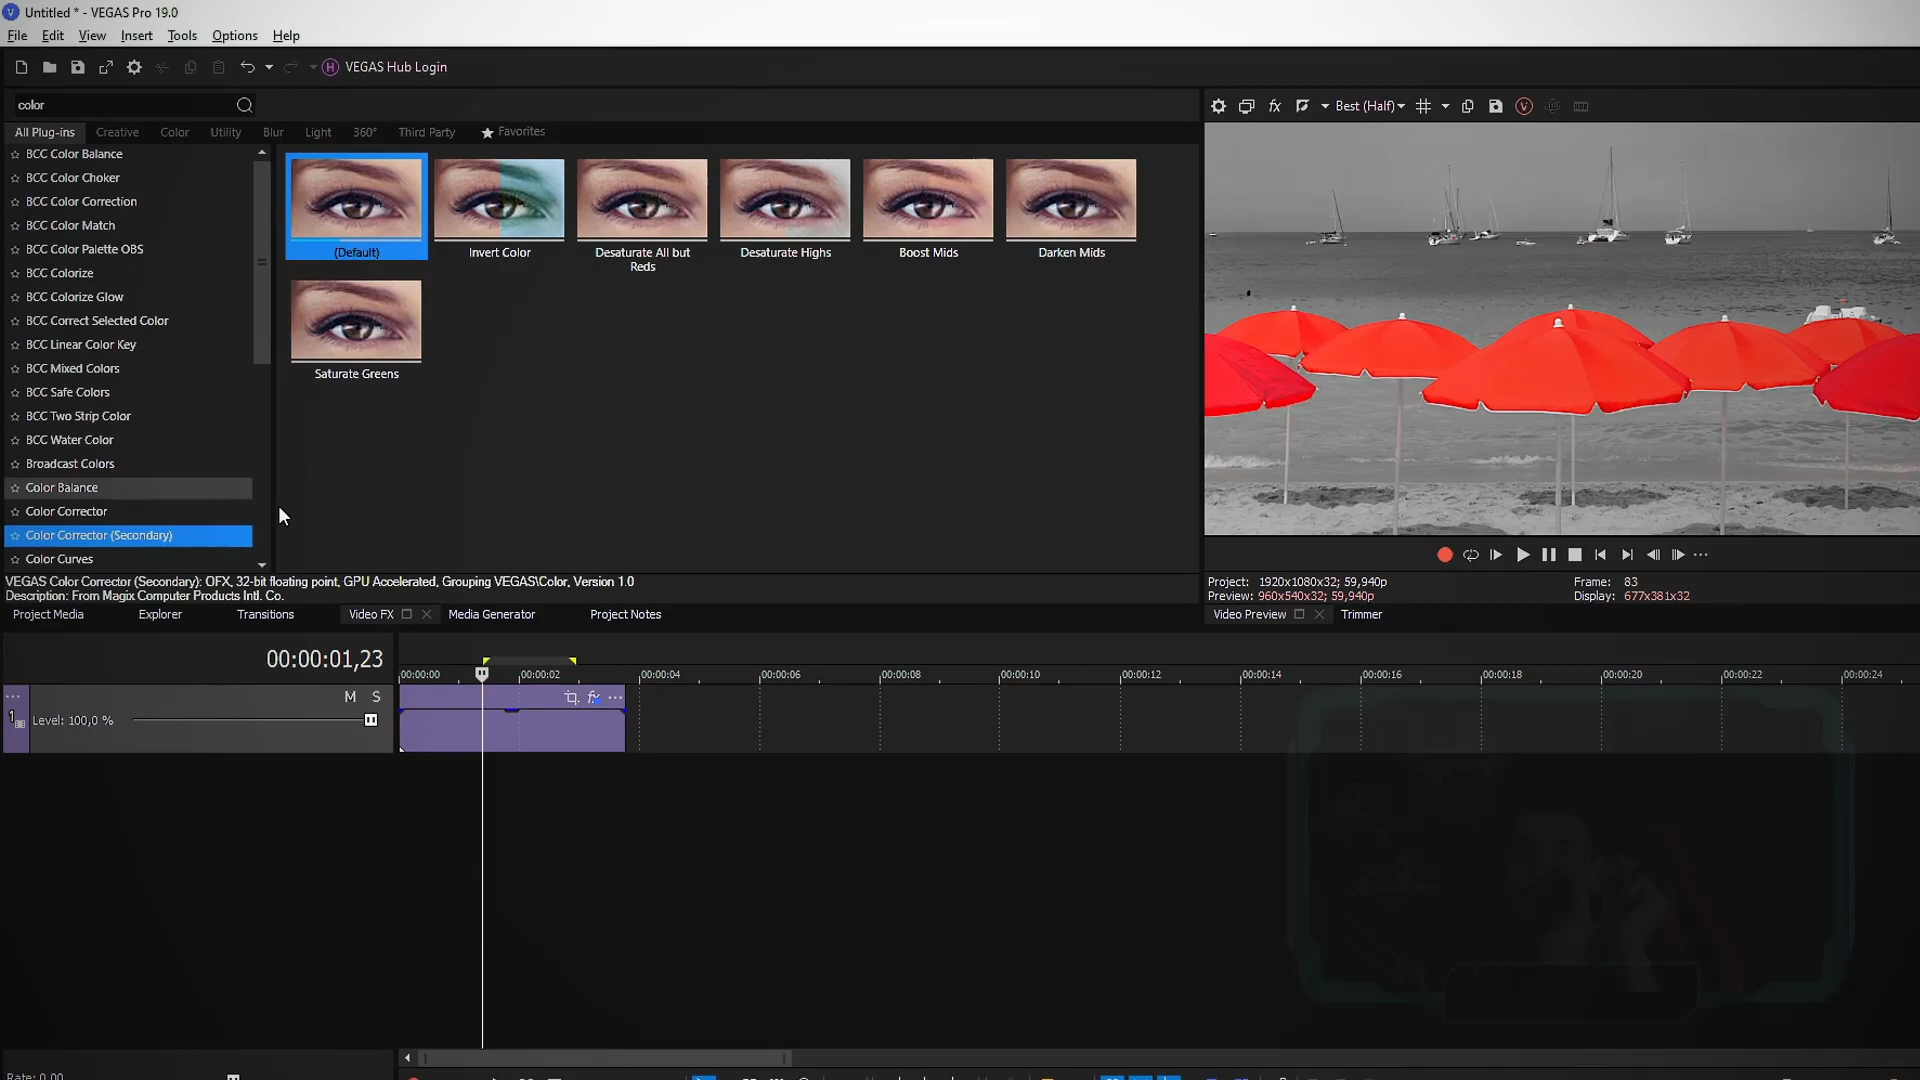 Untitled * - VEGAS Pro 19.0
File Edit View Insert Tools Options Help
VEGAS Hub Login
color
Best (Half)
All Plug-ins Creative Color Utility Blur Light 360° Third Party Favorites
BCC Color Balance
BCC Color Choker
BCC Color Correction
BCC Color Match
BCC Color Palette OBS
BCC Colorize
BCC Colorize Glow
BCC Correct Selected Color
BCC Linear Color Key
BCC Mixed Colors
BCC Safe Colors
BCC Two Strip Color
BCC Water Color
Broadcast Colors
Color Balance
Color Corrector
Color Corrector (Secondary)
Color Curves
(Default) Invert Color Desaturate All but Reds Desaturate Highs Boost Mids Darken Mids
Saturate Greens
VEGAS Color Corrector (Secondary): OFX, 32-bit floating point, GPU Accelerated, Grouping VEGAS\Color, Version 1.0
Description: From Magix Computer Products Intl. Co.
Project: 1920x1080x32; 59,940p Frame: 83
Preview: 960x540x32; 59,940p Display: 677x381x32
Project Media Explorer Transitions Video FX Media Generator Project Notes
Video Preview Trimmer
00:00:01,23
00:00:00 00:00:02 00:00:04 00:00:06 00:00:08 00:00:10 00:00:12 00:00:14 00:00:16 00:00:18 00:00:20 00:00:22 00:00:24
M S
1 Level: 100,0 %
Rate: 0,00